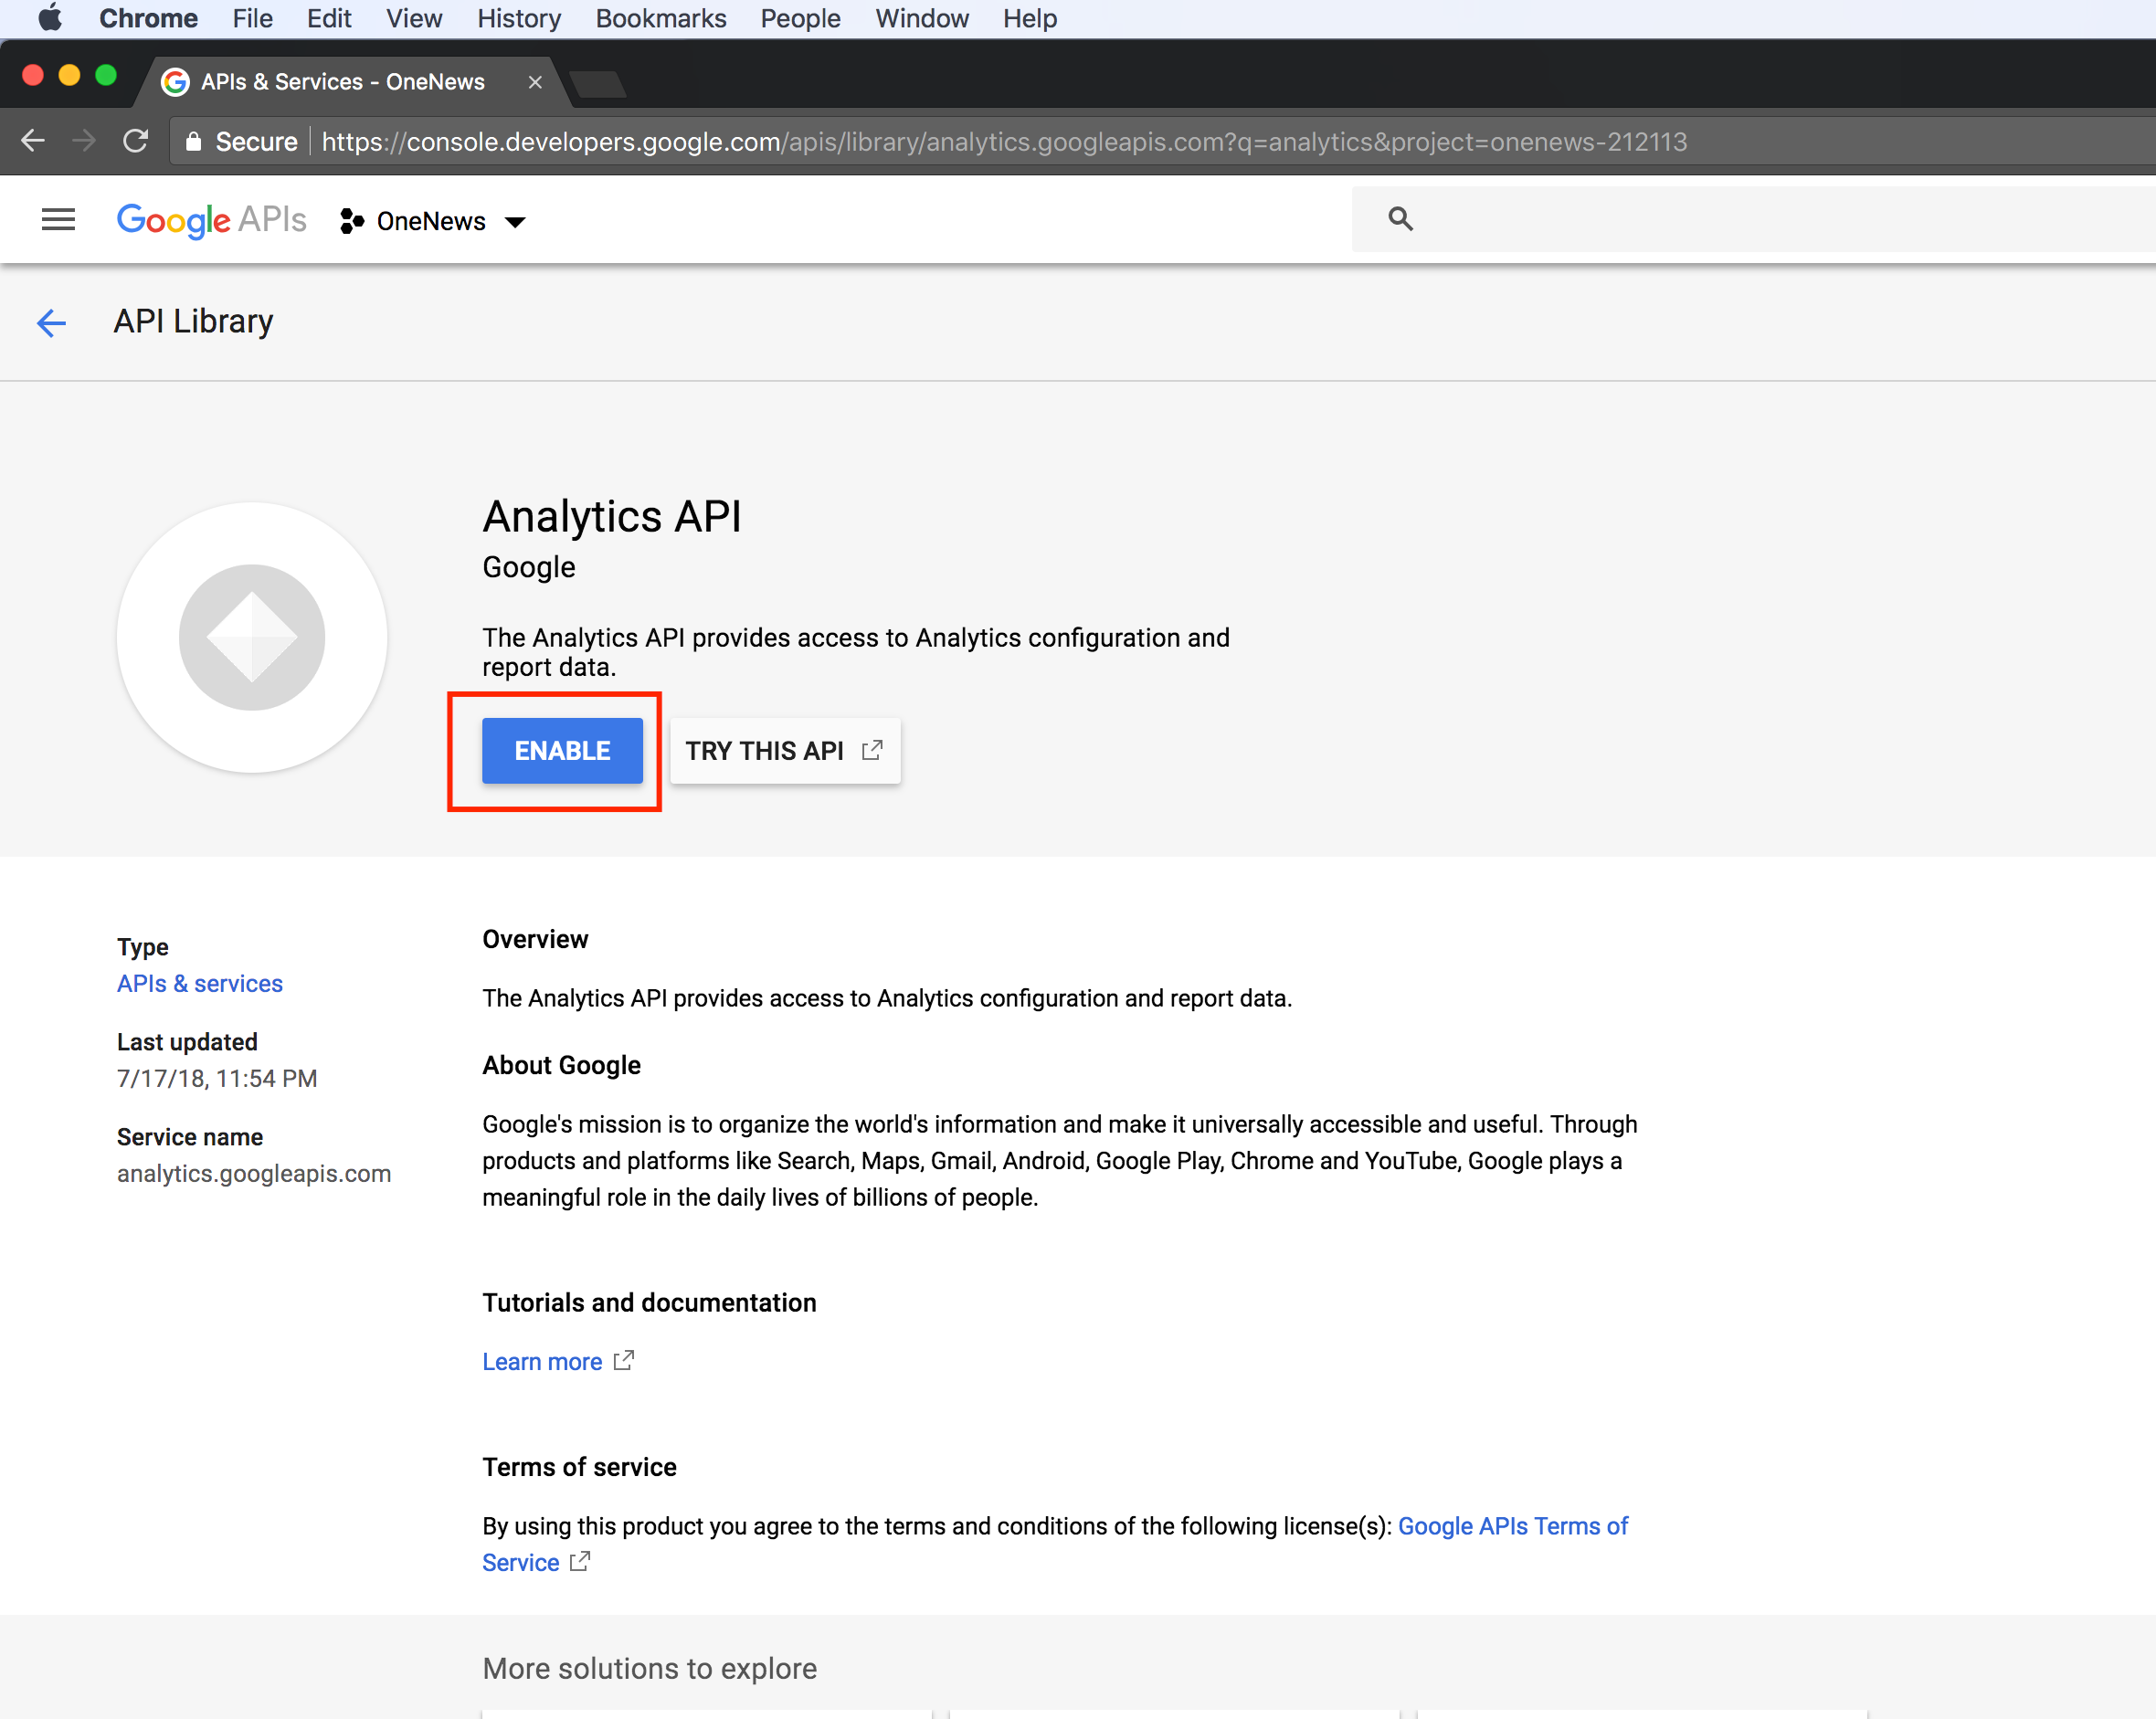 Chrome File Edit View History Bookmarks People Window Help
APIs & Services - OneNews
Secure https://console.developers.google.com/apis/library/analytics.googleapis.com?q=analytics&project=onenews-212113
Google APIs OneNews
API Library
Analytics API
Google
The Analytics API provides access to Analytics configuration and
report data.
ENABLE TRY THIS API
Type
APIs & services
Last updated
7/17/18, 11:54 PM
Service name
analytics.googleapis.com
Overview
The Analytics API provides access to Analytics configuration and report data.
About Google
Google's mission is to organize the world's information and make it universally accessible and useful. Through
products and platforms like Search, Maps, Gmail, Android, Google Play, Chrome and YouTube, Google plays a
meaningful role in the daily lives of billions of people.
Tutorials and documentation
Learn more
Terms of service
By using this product you agree to the terms and conditions of the following license(s): Google APIs Terms of
Service
More solutions to explore